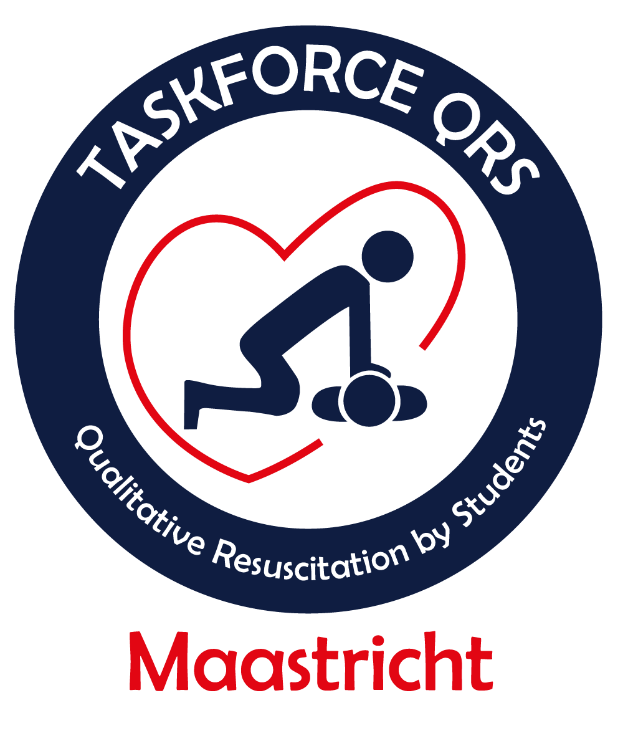 TASKFORCE QRS
Qualitative Resuscitation by Students
Maastricht